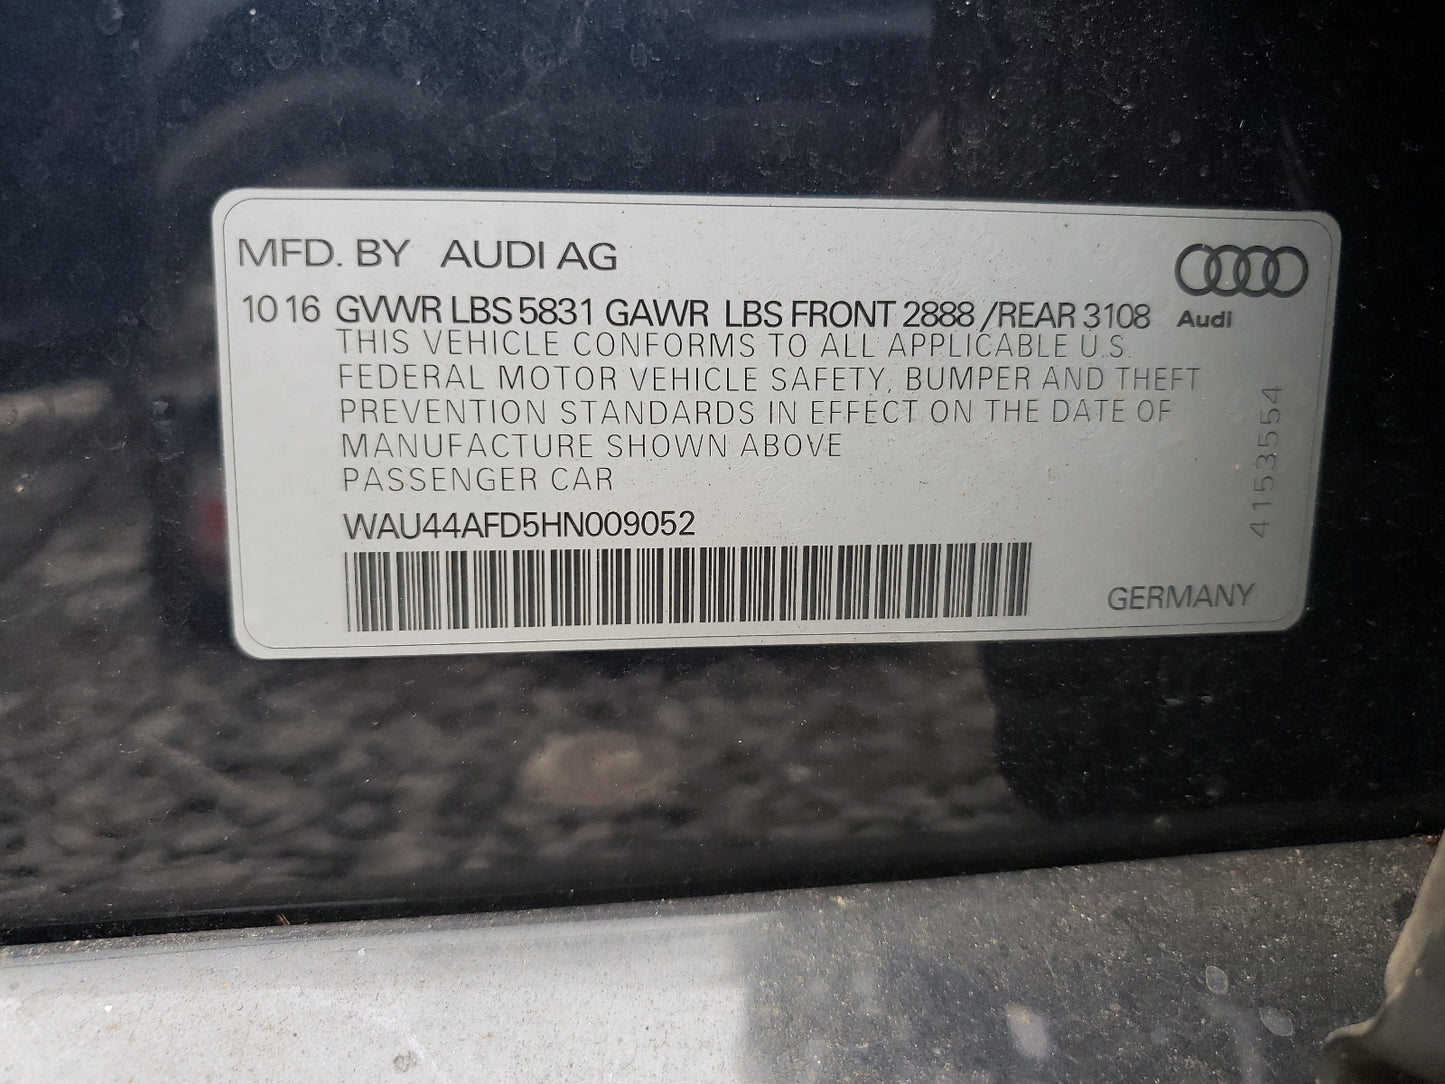 MFD. BY AUDI AG
10 16 GVWR LBS 5831 GAWR LBS FRONT 2888 /REAR 3108
Audi
THIS VEHICLE CONFORMS TO ALL APPLICABLE U.S.
FEDERAL MOTOR VEHICLE SAFETY, BUMPER AND THEFT
PREVENTION STANDARDS IN EFFECT ON THE DATE OF
MANUFACTURE SHOWN ABOVE
PASSENGER CAR
WAU44AFD5HN009052
4153554
GERMANY